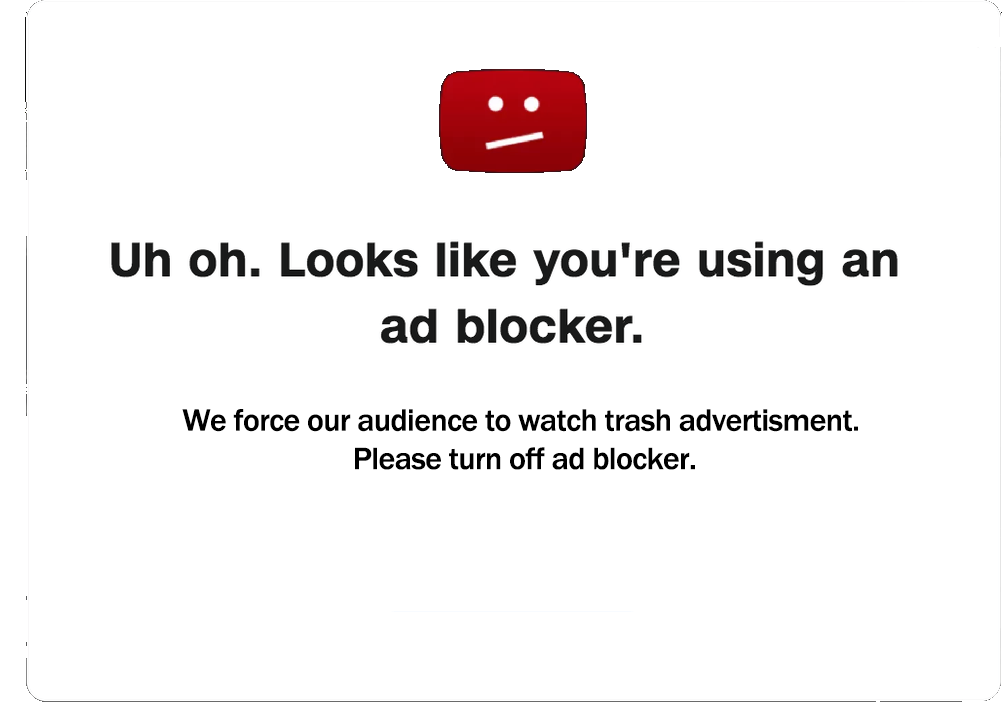 Uh oh. Looks like you're using an
ad blocker.
We force our audience to watch trash advertisment.
Please turn off ad blocker.